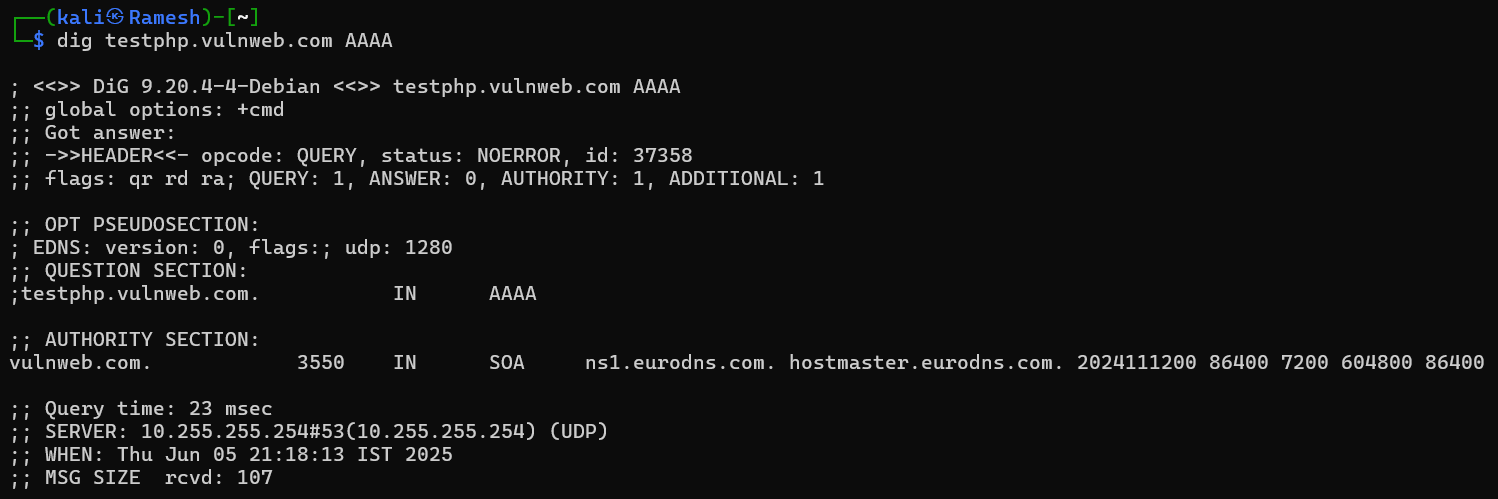 ┌──(kali㉿Ramesh)-[~]
└─$ dig testphp.vulnweb.com AAAA

; <<>> DiG 9.20.4-4-Debian <<>> testphp.vulnweb.com AAAA
;; global options: +cmd
;; Got answer:
;; ->>HEADER<<- opcode: QUERY, status: NOERROR, id: 37358
;; flags: qr rd ra; QUERY: 1, ANSWER: 0, AUTHORITY: 1, ADDITIONAL: 1

;; OPT PSEUDOSECTION:
; EDNS: version: 0, flags:; udp: 1280
;; QUESTION SECTION:
;testphp.vulnweb.com.           IN      AAAA

;; AUTHORITY SECTION:
vulnweb.com.            3550    IN      SOA     ns1.eurodns.com. hostmaster.eurodns.com. 2024111200 86400 7200 604800 86400

;; Query time: 23 msec
;; SERVER: 10.255.255.254#53(10.255.255.254) (UDP)
;; WHEN: Thu Jun 05 21:18:13 IST 2025
;; MSG SIZE  rcvd: 107